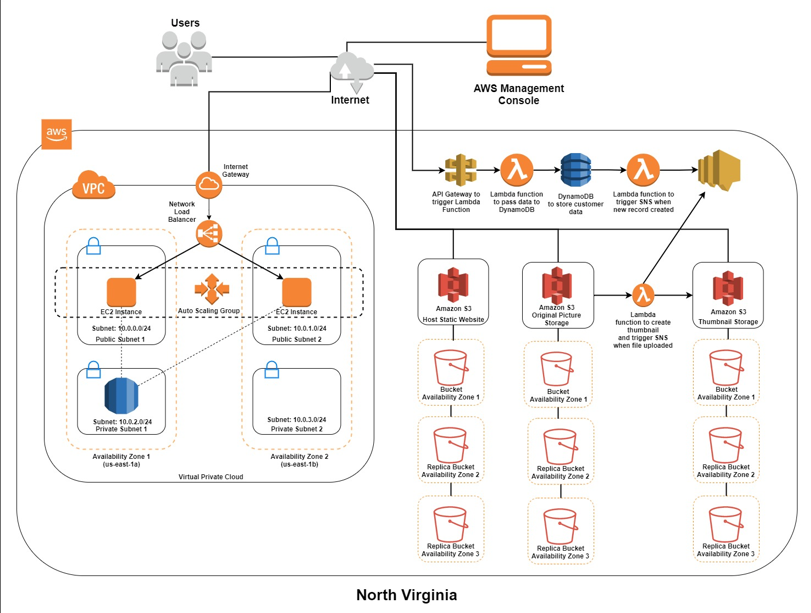 Users
Internet
AWS Management
Console
aws
VPC
Internet
Gateway
Network
Load
Balancer
EC2 Instance
Auto Scaling Group
EC2 Instance
Subnet: 10.0.0.0/24
Public Subnet 1
Subnet: 10.0.1.0/24
Public Subnet 2
Subnet: 10.0.2.0/24
Private Subnet 1
Subnet: 10.0.3.0/24
Private Subnet 2
Availability Zone 1
(us-east-1a)
Availability Zone 2
(us-east-1b)
Virtual Private Cloud
API Gateway to
trigger Lambda
Function
Lambda function
to pass data to
DynamoDB
DynamoDB
to store customer
data
Lambda function to
trigger SNS when
new record created
Amazon S3
Host Static Website
Amazon S3
Original Picture
Storage
Lambda
function to create
thumbnail
and trigger SNS
when file uploaded
Amazon S3
Thumbnail Storage
Bucket
Availability Zone 1
Bucket
Availability Zone 1
Bucket
Availability Zone 1
Replica Bucket
Availability Zone 2
Replica Bucket
Availability Zone 2
Replica Bucket
Availability Zone 2
Replica Bucket
Availability Zone 3
Replica Bucket
Availability Zone 3
Replica Bucket
Availability Zone 3
North Virginia